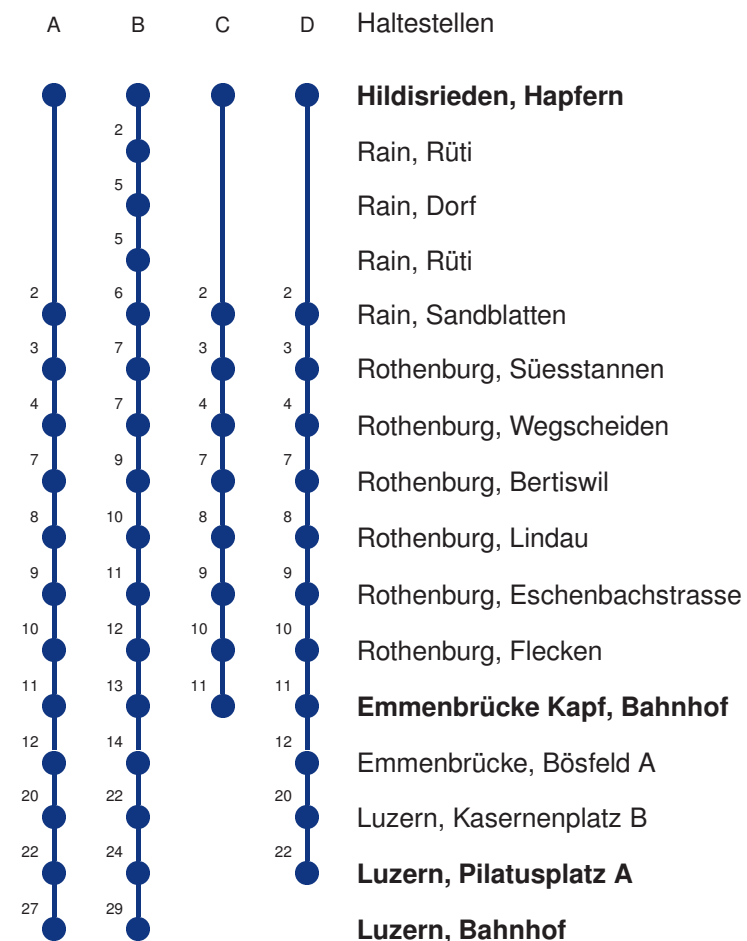 A B C D Haltestellen
Hildisrieden, Hapfern
2 Rain, Rüti
5 Rain, Dorf
5 Rain, Rüti
2 6 2 2 Rain, Sandblatten
3 7 3 3 Rothenburg, Süesstannen
4 7 4 4 Rothenburg, Wegscheiden
7 9 7 7 Rothenburg, Bertiswil
8 10 8 8 Rothenburg, Lindau
9 11 9 9 Rothenburg, Eschenbachstrasse
10 12 10 10 Rothenburg, Flecken
11 13 11 11 Emmenbrücke Kapf, Bahnhof
12 14 12 Emmenbrücke, Bösfeld A
20 22 20 Luzern, Kasernenplatz B
22 24 22 Luzern, Pilatusplatz A
27 29 Luzern, Bahnhof